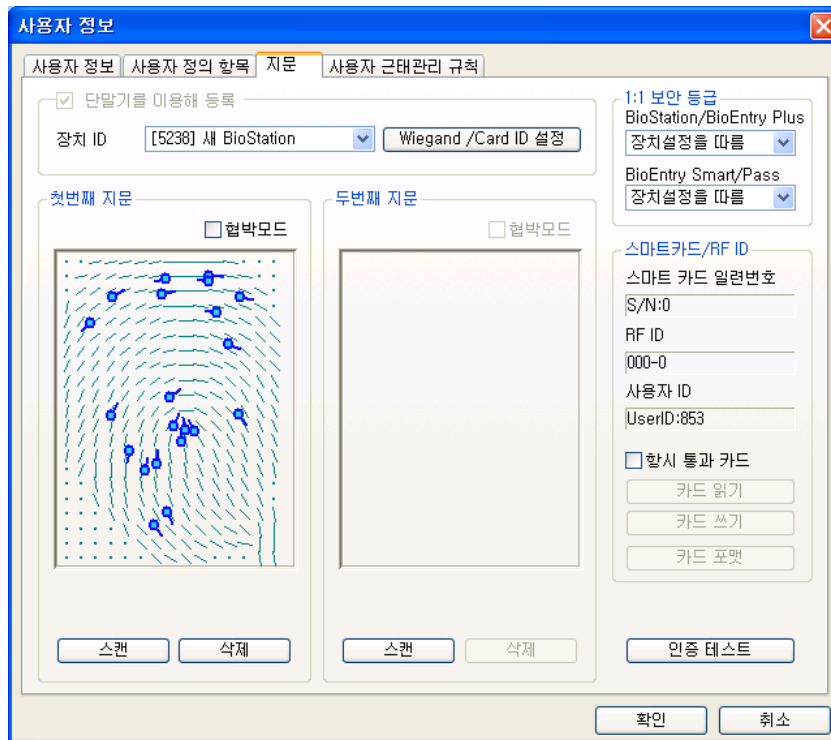 사용자 정보
사용자 정보 사용자 정의 항목 지문 사용자 근태관리 규칙
단말기를 이용해 등록
장치 ID [5238] 새 BioStation Wiegand /Card ID 설정
1:1 보안 등급
BioStation/BioEntry Plus
장치설정을 따름
BioEntry Smart/Pass
장치설정을 따름
첫번째 지문
협박모드
스캔 삭제
두번째 지문
협박모드
스캔 삭제
스마트카드/RF ID
스마트 카드 일련번호
S/N:0
RF ID
000-0
사용자 ID
UserID:853
항시 통과 카드
카드 읽기
카드 쓰기
카드 포맷
인증 테스트
확인 취소